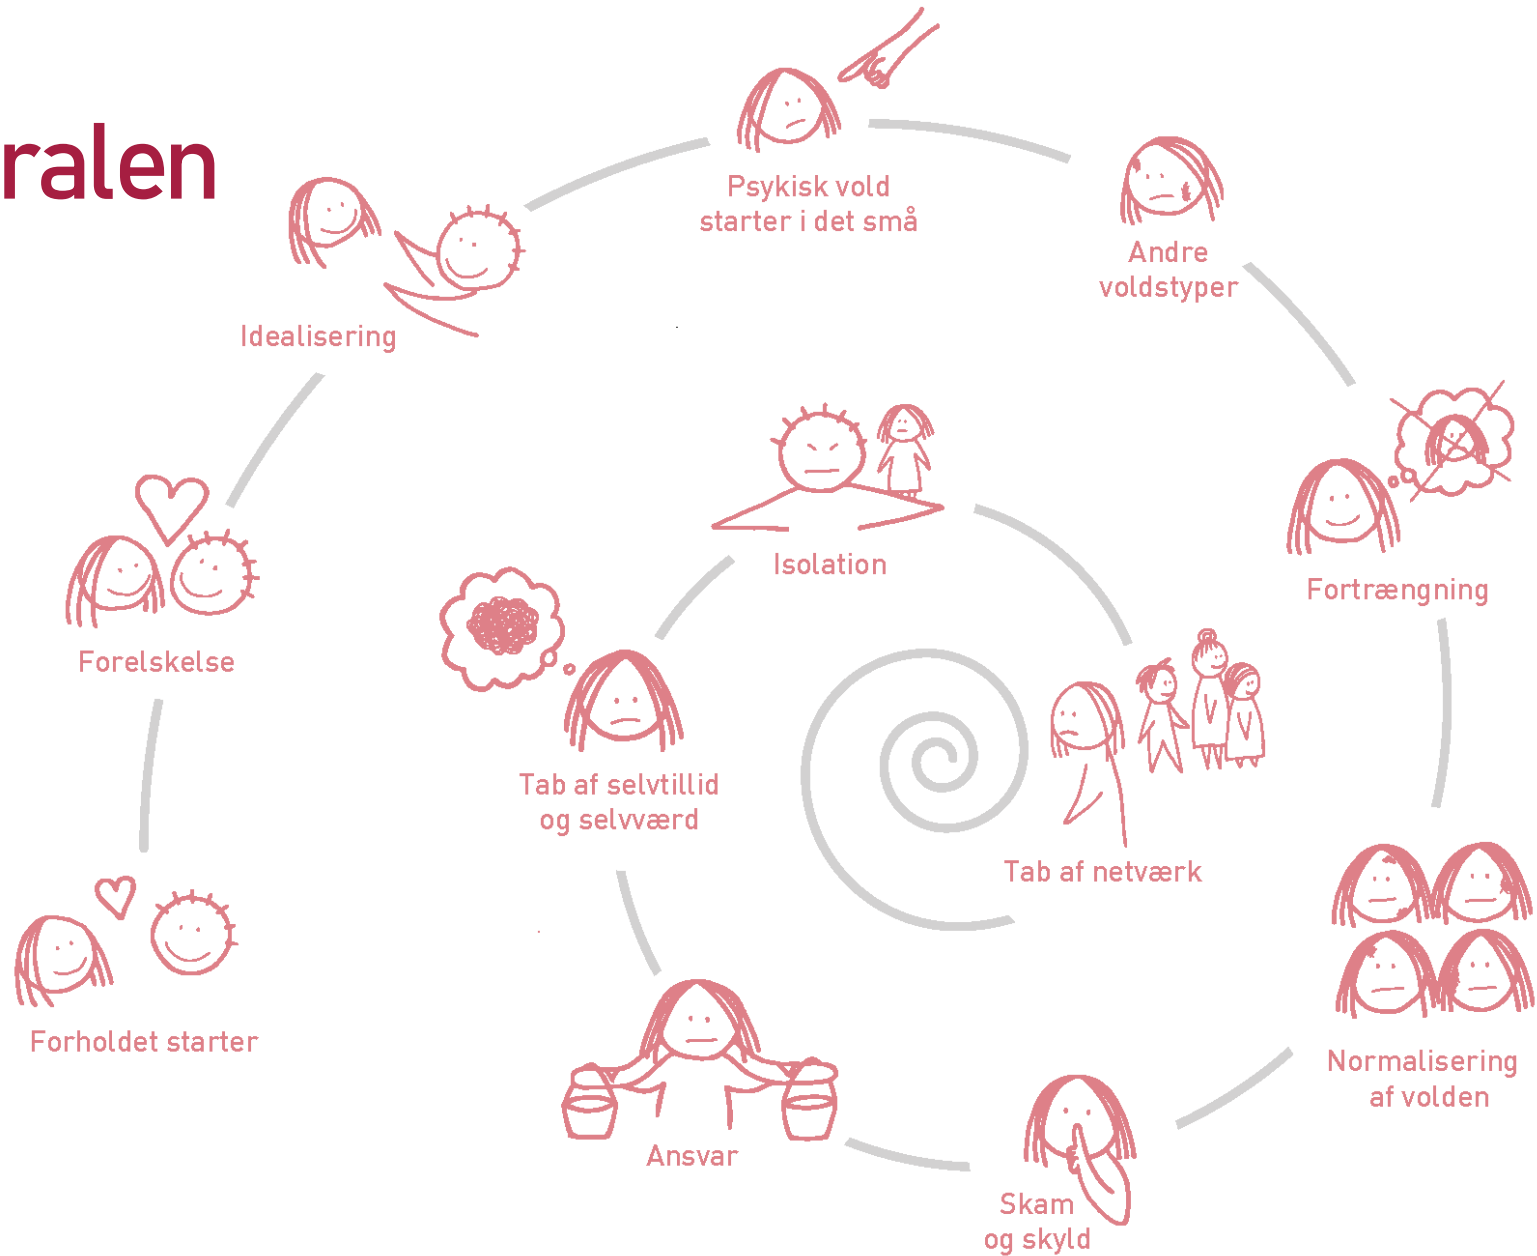 ralen
Psykisk vold
starter i det små
Andre
voldstyper
Idealisering
Isolation
Fortrængning
Forelskelse
Tab af selvtillid
og selvværd
Tab af netværk
Forholdet starter
Normalisering
af volden
Ansvar
Skam
og skyld